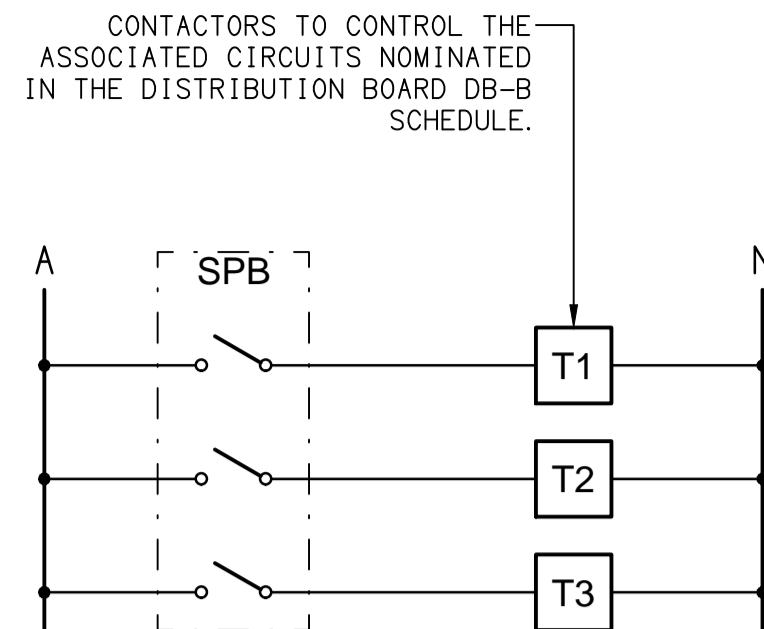 CONTACTORS TO CONTROL THE
ASSOCIATED CIRCUITS NOMINATED
IN THE DISTRIBUTION BOARD DB-B
SCHEDULE.
A
SPB
N
T1
T2
T3